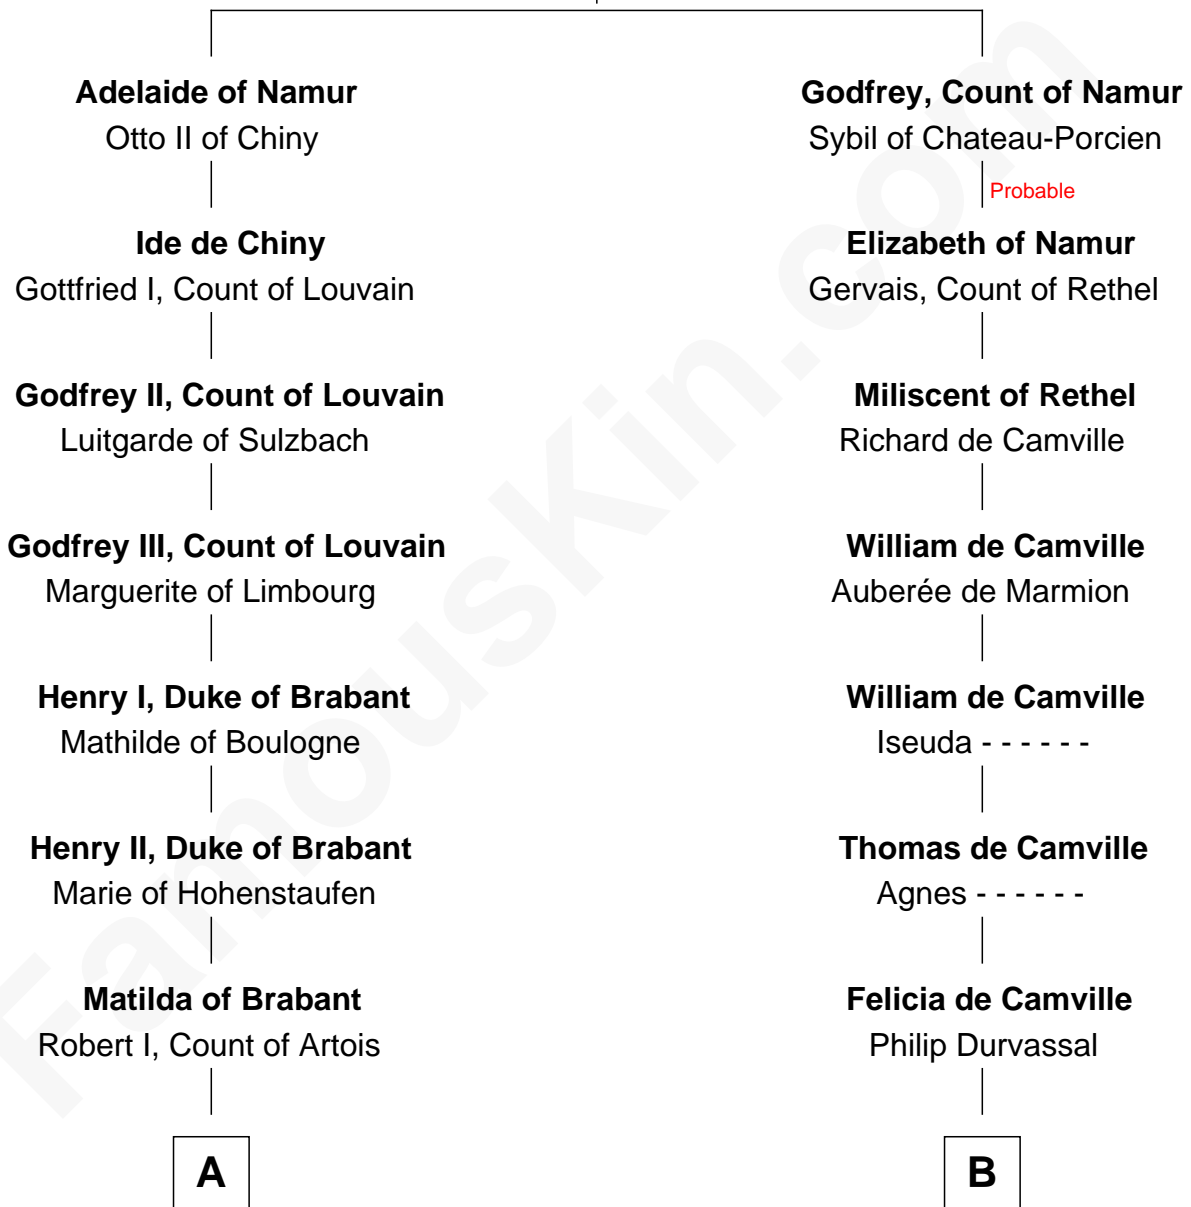 Adelaide of Namur
Otto II of Chiny
Ide de Chiny
Gottfried I, Count of Louvain
Godfrey II, Count of Louvain
Luitgarde of Sulzbach
Godfrey III, Count of Louvain
Marguerite of Limbourg
Henry I, Duke of Brabant
Mathilde of Boulogne
Henry II, Duke of Brabant
Marie of Hohenstaufen
Matilda of Brabant
Robert I, Count of Artois
A
Godfrey, Count of Namur
Sybil of Chateau-Porcien
Probable
Elizabeth of Namur
Gervais, Count of Rethel
Miliscent of Rethel
Richard de Camville
William de Camville
Auberée de Marmion
William de Camville
Iseuda - - - - - -
Thomas de Camville
Agnes - - - - - -
Felicia de Camville
Philip Durvassal
B
FamousKin.com